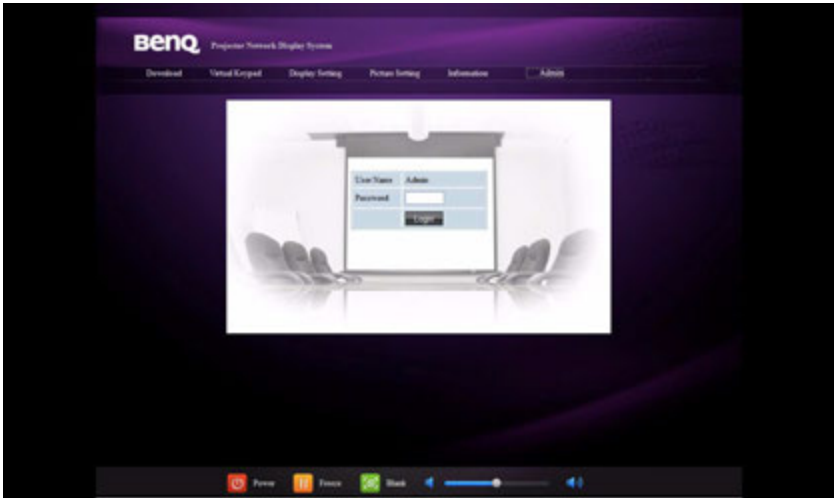 BenQ Projector Network Display System
Download Virtual Keypad Display Setting Picture Setting Information Admin
User Name Admin
Password
Login
Power Freeze Blank